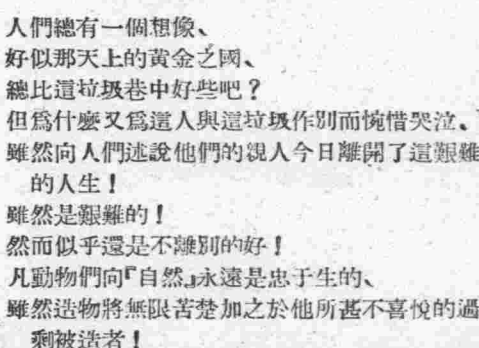 人們總有一個想像、
好似那天上的黃金之國、
總比這垃圾巷中好些吧？
但爲什麼又爲這人與這垃圾作別而惋惜哭泣、
雖然向人們述說他們的親人今日離開了這艱難
的人生！
雖然是艱難的！
然而似乎還是不離別的好！
凡動物們向『自然』永遠是忠于生的、
雖然造物將無限苦楚加之於他所甚不喜悅的過
剩被造者！